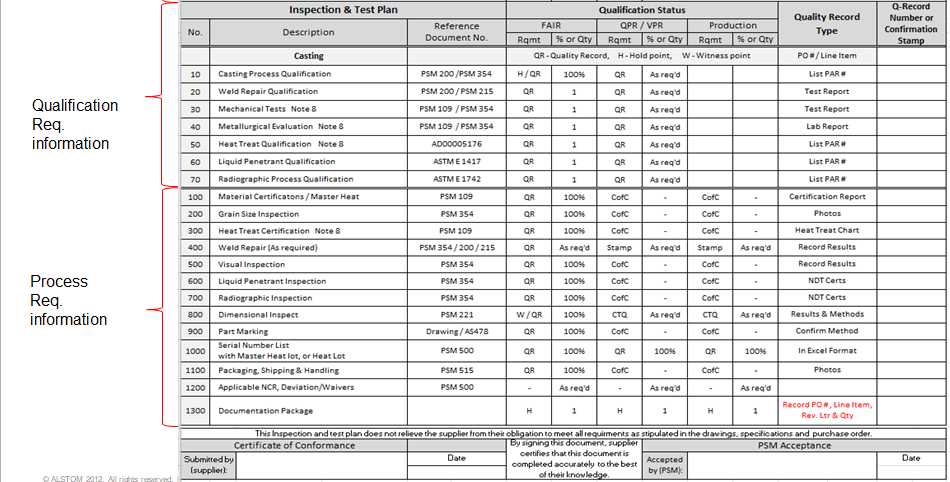 Inspection & Test Plan Qualification Status Quality Record Type Q-Record Number or Confirmation Stamp
No. Description Reference Document No. FAIR QPR / VPR Production
Rqmt % or Qty Rqmt % or Qty Rqmt % or Qty
Casting QR - Quality Record, H - Hold point, W - Witness point PO # / Line Item
10 Casting Process Qualification PSM 200 /PSM 354 H / QR 100% QR As req'd List PAR #
20 Weld Repair Qualification PSM 200 / PSM 215 QR 1 QR As req'd Test Report
30 Mechanical Tests Note 8 PSM 109 / PSM 354 QR 1 QR As req'd Test Report
40 Metallurgical Evaluation Note 8 PSM 109 / PSM 354 QR 1 QR As req'd Lab Report
50 Heat Treat Qualification Note 8 AD00005176 QR 1 QR As req'd List PAR #
60 Liquid Penetrant Qualification ASTM E 1417 QR 1 QR As req'd List PAR #
70 Radiographic Process Qualification ASTM E 1742 QR 1 QR As req'd List PAR #
Qualification
Req.
information
100 Material Certificatons / Master Heat PSM 109 QR 100% CofC - CofC - Certification Report
200 Grain Size Inspection PSM 354 QR 100% CofC - CofC - Photos
300 Heat Treat Certification Note 8 PSM 109 QR 100% CofC - CofC - Heat Treat Chart
400 Weld Repair (As required) PSM 354 / 200 / 215 QR As req'd Stamp As req'd Stamp As req'd Record Results
500 Visual Inspection PSM 354 QR 100% CofC - CofC - Record Results
600 Liquid Penetrant Inspection PSM 354 QR 100% CofC - CofC - NDT Certs
700 Radiographic Inspection PSM 354 QR 100% CofC - CofC - NDT Certs
800 Dimensional Inspect PSM 221 W / QR 100% CTQ As req'd CTQ As req'd Results & Methods
900 Part Marking Drawing / AS478 QR 100% CofC - CofC - Confirm Method
1000 Serial Number List with Master Heat lot, or Heat Lot PSM 500 QR 100% QR 100% QR 100% In Excel Format
1100 Packaging, Shipping & Handling PSM 515 QR 100% CofC - CofC - Photos
1200 Applicable NCR, Deviation/Waivers PSM 500 - As req'd - As req'd - As req'd
1300 Documentation Package H 1 H 1 H 1 Record PO #, Line Item, Rev. Ltr & Qty
Process
Req.
information
This Inspection and test plan does not relieve the supplier from their obligation to meet all requirments as stipulated in the drawings, specifications and purchase order.
Certificate of Conformance By signing this document, supplier certifies that this document is completed accurately to the best of their knowledge. PSM Acceptance
Submitted by (supplier): Date Accepted by (PSM): Date
© ALSTOM 2012. All rights reserved.